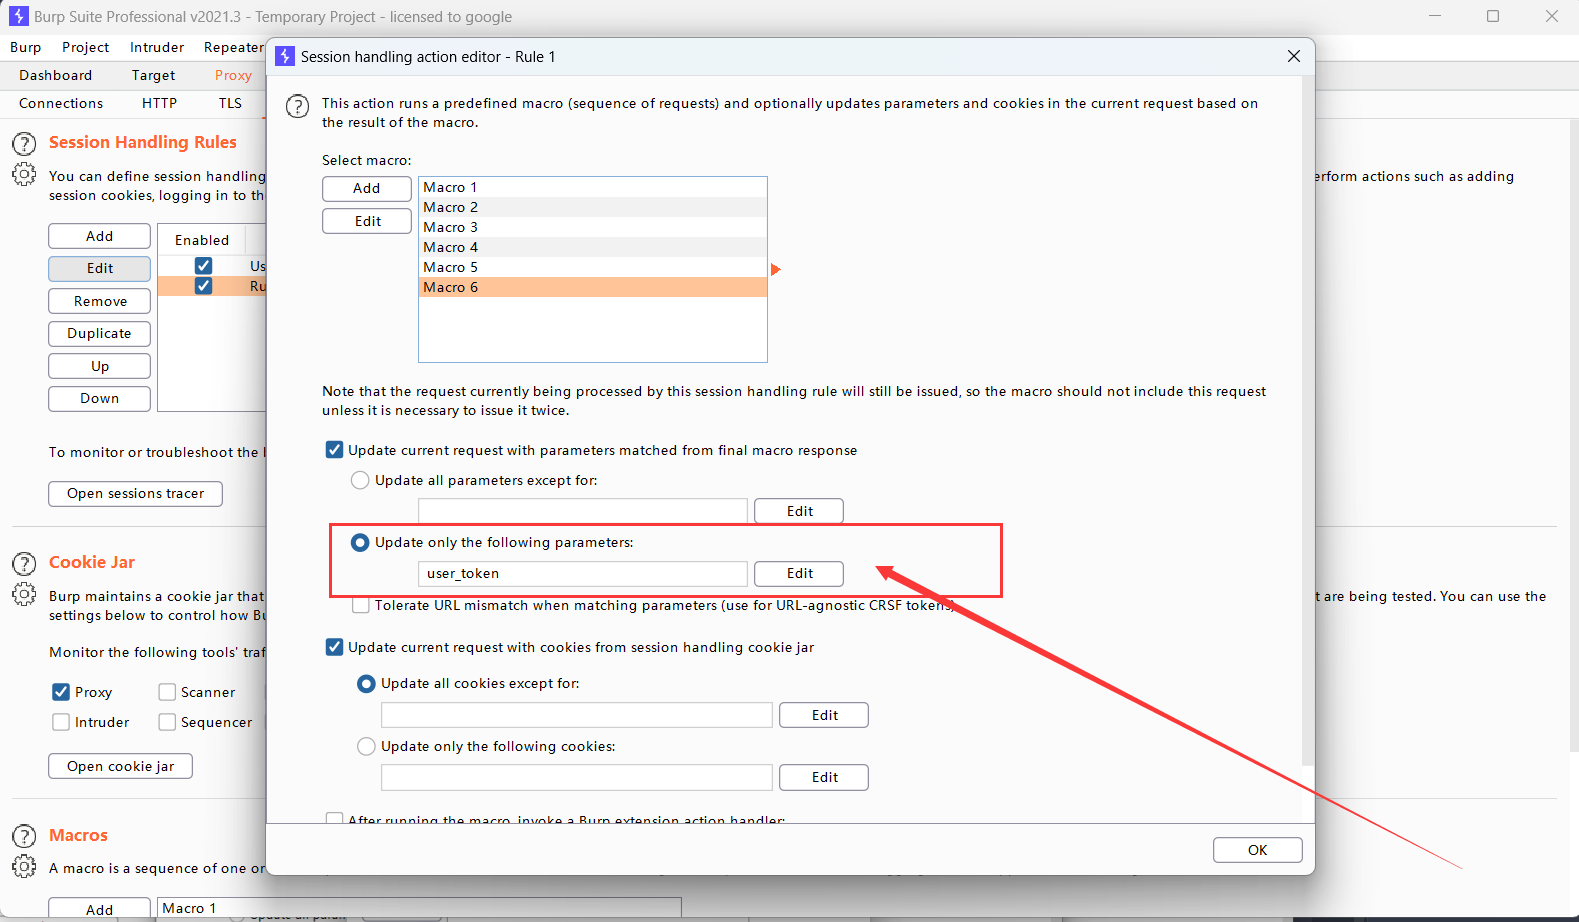 Burp Suite Professional v2021.3 - Temporary Project - licensed to google
Burp Project Intruder Repeater
Dashboard Target Proxy
Connections HTTP TLS
Session Handling Rules
You can define session handling
erform actions such as adding
session cookies, logging in to th
Add
Edit
Remove
Duplicate
Up
Down
Enabled
Us
Ru
To monitor or troubleshoot the
Open sessions tracer
Cookie Jar
Burp maintains a cookie jar that
t are being tested. You can use the
settings below to control how Bu
Monitor the following tools' traf
Proxy Scanner
Intruder Sequencer
Open cookie jar
Macros
A macro is a sequence of one or
Add
Macro 1
Session handling action editor - Rule 1
This action runs a predefined macro (sequence of requests) and optionally updates parameters and cookies in the current request based on
the result of the macro.
Select macro:
Add
Edit
Macro 1
Macro 2
Macro 3
Macro 4
Macro 5
Macro 6
Note that the request currently being processed by this session handling rule will still be issued, so the macro should not include this request
unless it is necessary to issue it twice.
Update current request with parameters matched from final macro response
Update all parameters except for:
Edit
Update only the following parameters:
user_token
Edit
Tolerate URL mismatch when matching parameters (use for URL-agnostic CRSF tokens)
Update current request with cookies from session handling cookie jar
Update all cookies except for:
Edit
Update only the following cookies:
Edit
After running the macro, invoke a Burp extension action handler:
OK